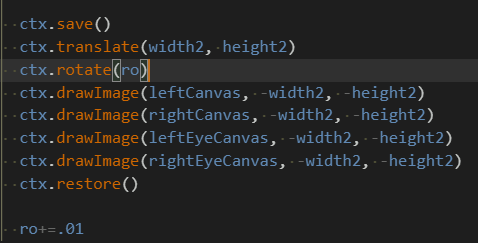 ctx.save()
ctx.translate(width2, height2)
ctx.rotate(ro)
ctx.drawImage(leftCanvas, -width2, -height2)
ctx.drawImage(rightCanvas, -width2, -height2)
ctx.drawImage(leftEyeCanvas, -width2, -height2)
ctx.drawImage(rightEyeCanvas, -width2, -height2)
ctx.restore()
ro+=.01